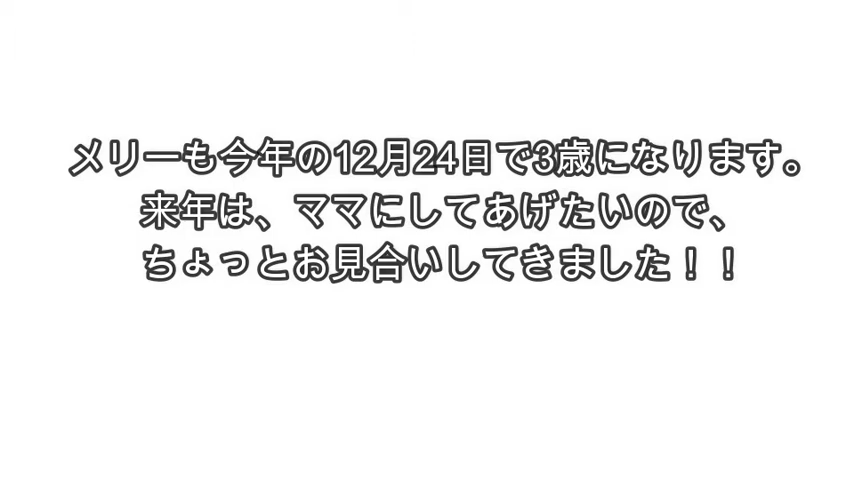 メリーも今年の12月24日で3歳になります。
来年は、ママにしてあげたいので、
ちょっとお見合いしてきました！！